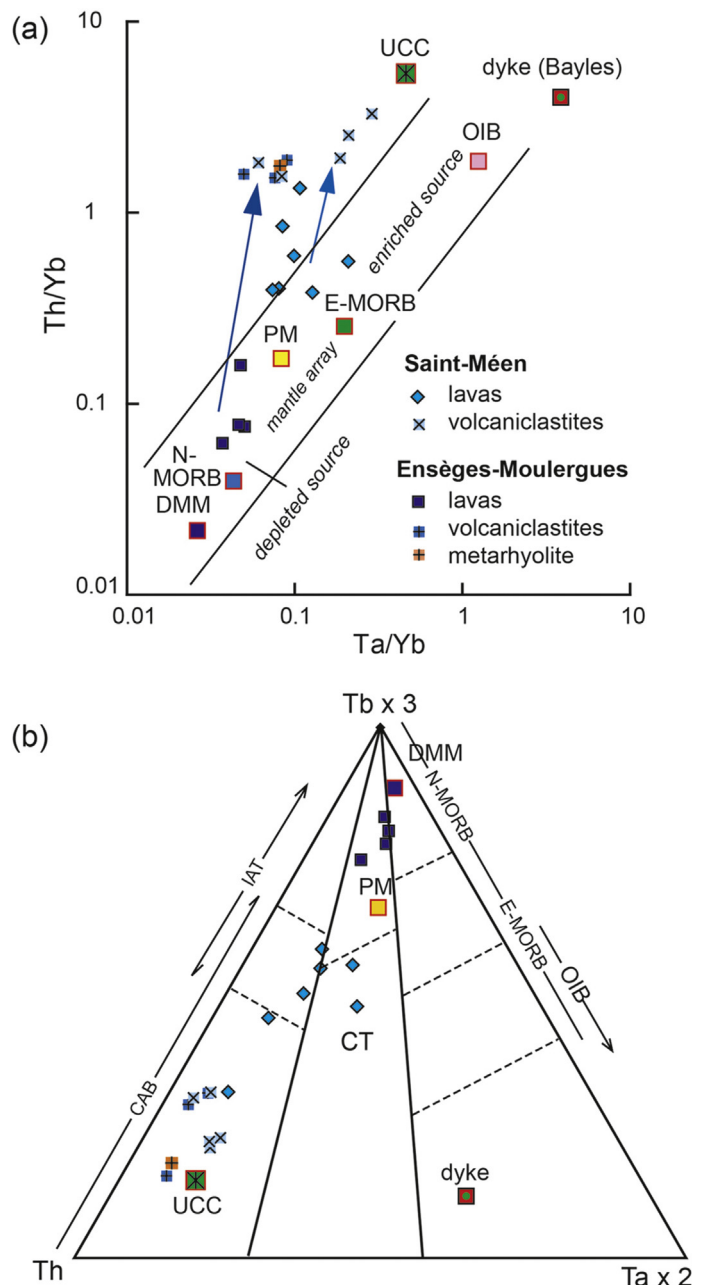 (a)
10
1
0.1
0.01
Th/Yb
UCC
dyke (Bayles)
OIB
enriched source
E-MORB
PM
mantle array
N-
MORB
DMM
depleted source
Saint-Méen
lavas
volcaniclastites
Ensèges-Moulergues
lavas
volcaniclastites
metarhyolite
0.01
0.1
1
10
Ta/Yb
(b)
Tb x 3
DMM
N-MORB
IAT
PM
E-MORB
OIB
CT
CAB
dyke
UCC
Th
Ta x 2